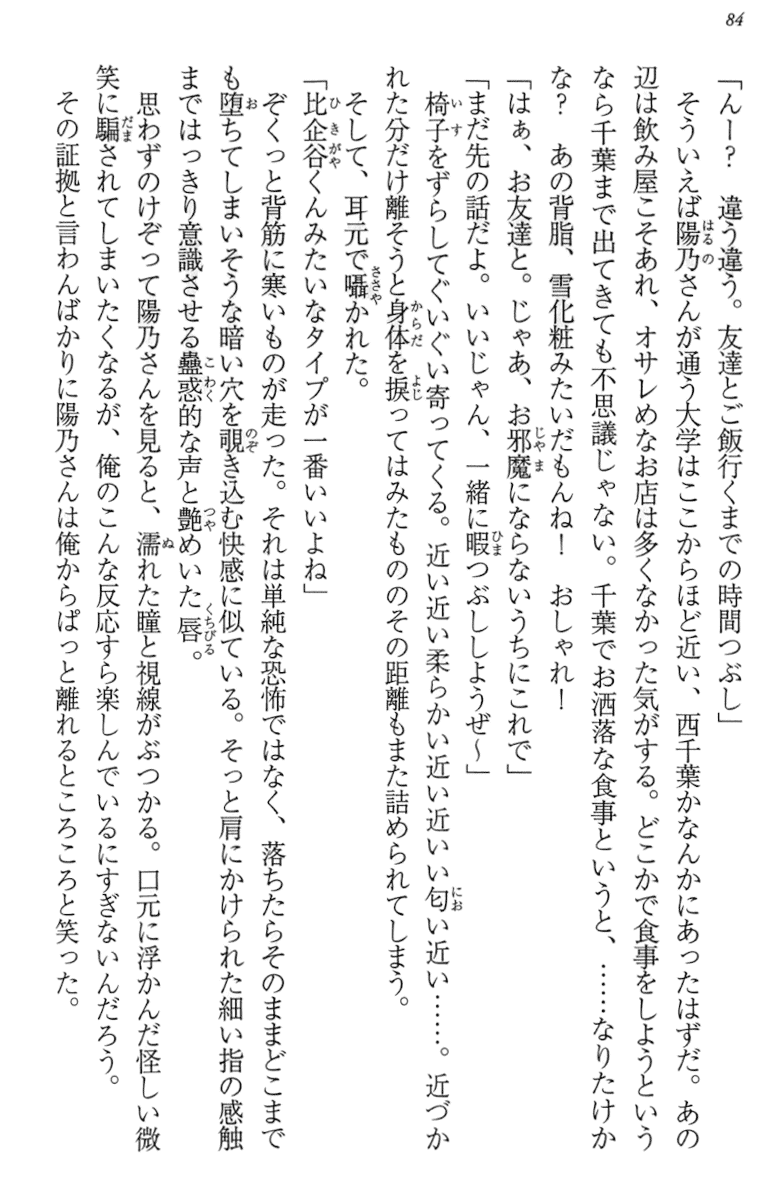 84
「んー？　違う違う。友達とご飯行くまでの時間つぶし」
　そういえば陽乃さんが通う大学はここからほど近い、西千葉かなんかにあったはずだ。あの
辺は飲み屋こそあれ、オサレめなお店は多くなかった気がする。どこかで食事をしようという
なら千葉まで出てきても不思議じゃない。千葉でお洒落な食事というと、……なりたけか
な？　あの背脂、雪化粧みたいだもんね！　おしゃれ！
「はぁ、お友達と。じゃあ、お邪魔にならないうちにこれで」
「まだ先の話だよ。いいじゃん、一緒に暇つぶししようぜ〜」
　椅子をずらしてぐいぐい寄ってくる。近い近い柔らかい近い近いいい匂い近い……。近づか
れた分だけ離そうと身体を捩ってはみたもののその距離もまた詰められてしまう。
　そして、耳元で囁かれた。
「比企谷くんみたいなタイプが一番いいよね」
　ぞくっと背筋に寒いものが走った。それは単純な恐怖ではなく、落ちたらそのままどこまで
も堕ちてしまいそうな暗い穴を覗き込む快感に似ている。そっと肩にかけられた細い指の感触
まではっきり意識させる蠱惑的な声と艶めいた唇。
　思わずのけぞって陽乃さんを見ると、濡れた瞳と視線がぶつかる。口元に浮かんだ怪しい微
笑に騙されてしまいたくなるが、俺のこんな反応すら楽しんでいるにすぎないんだろう。
　その証拠と言わんばかりに陽乃さんは俺からぱっと離れるところころと笑った。